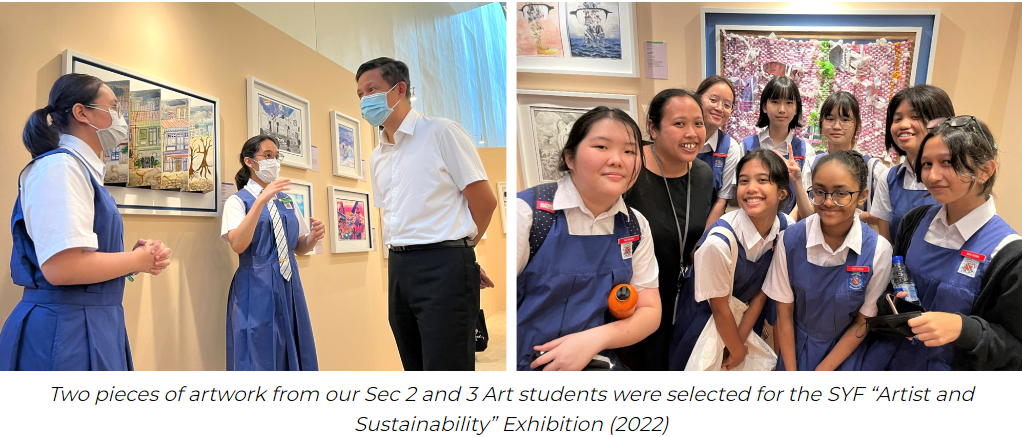 Two pieces of artwork from our Sec 2 and 3 Art students were selected for the SYF “Artist and
Sustainability” Exhibition (2022)